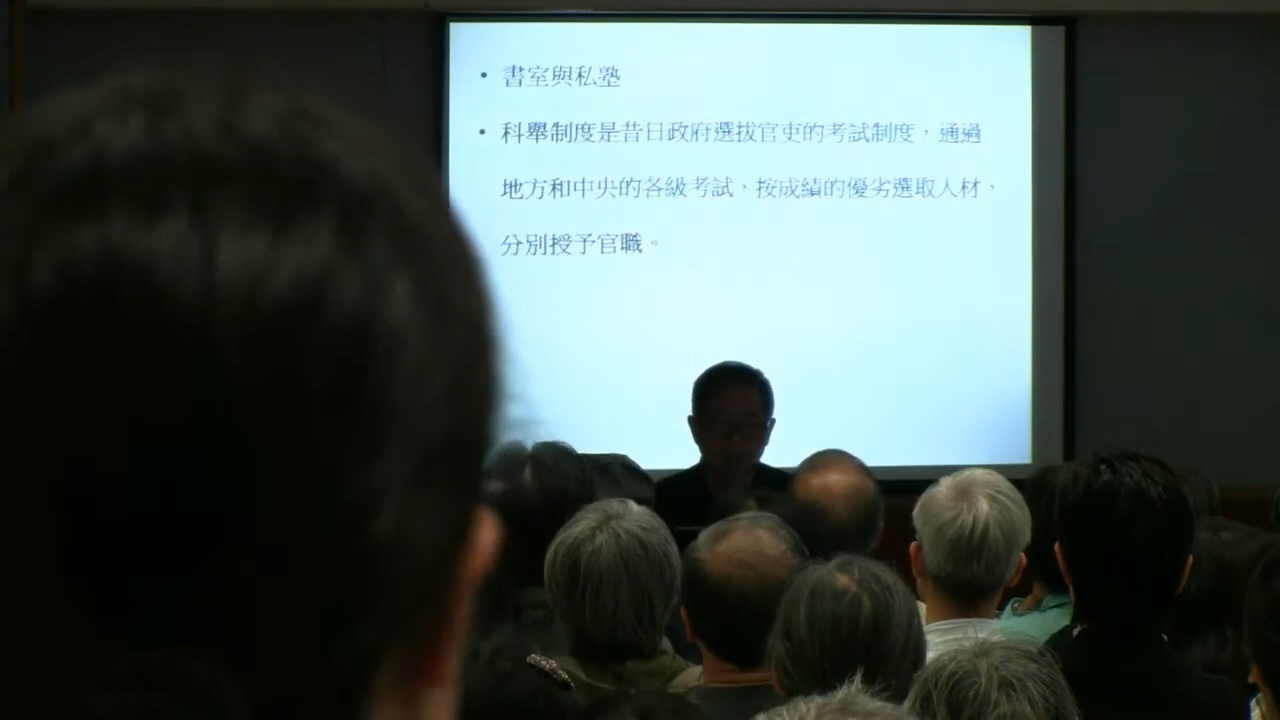 • 書室與私塾
• 科舉制度是昔日政府選拔官吏的考試制度，通過
地方和中央的各級考試，按成績的優劣選取人材，
分別授予官職。